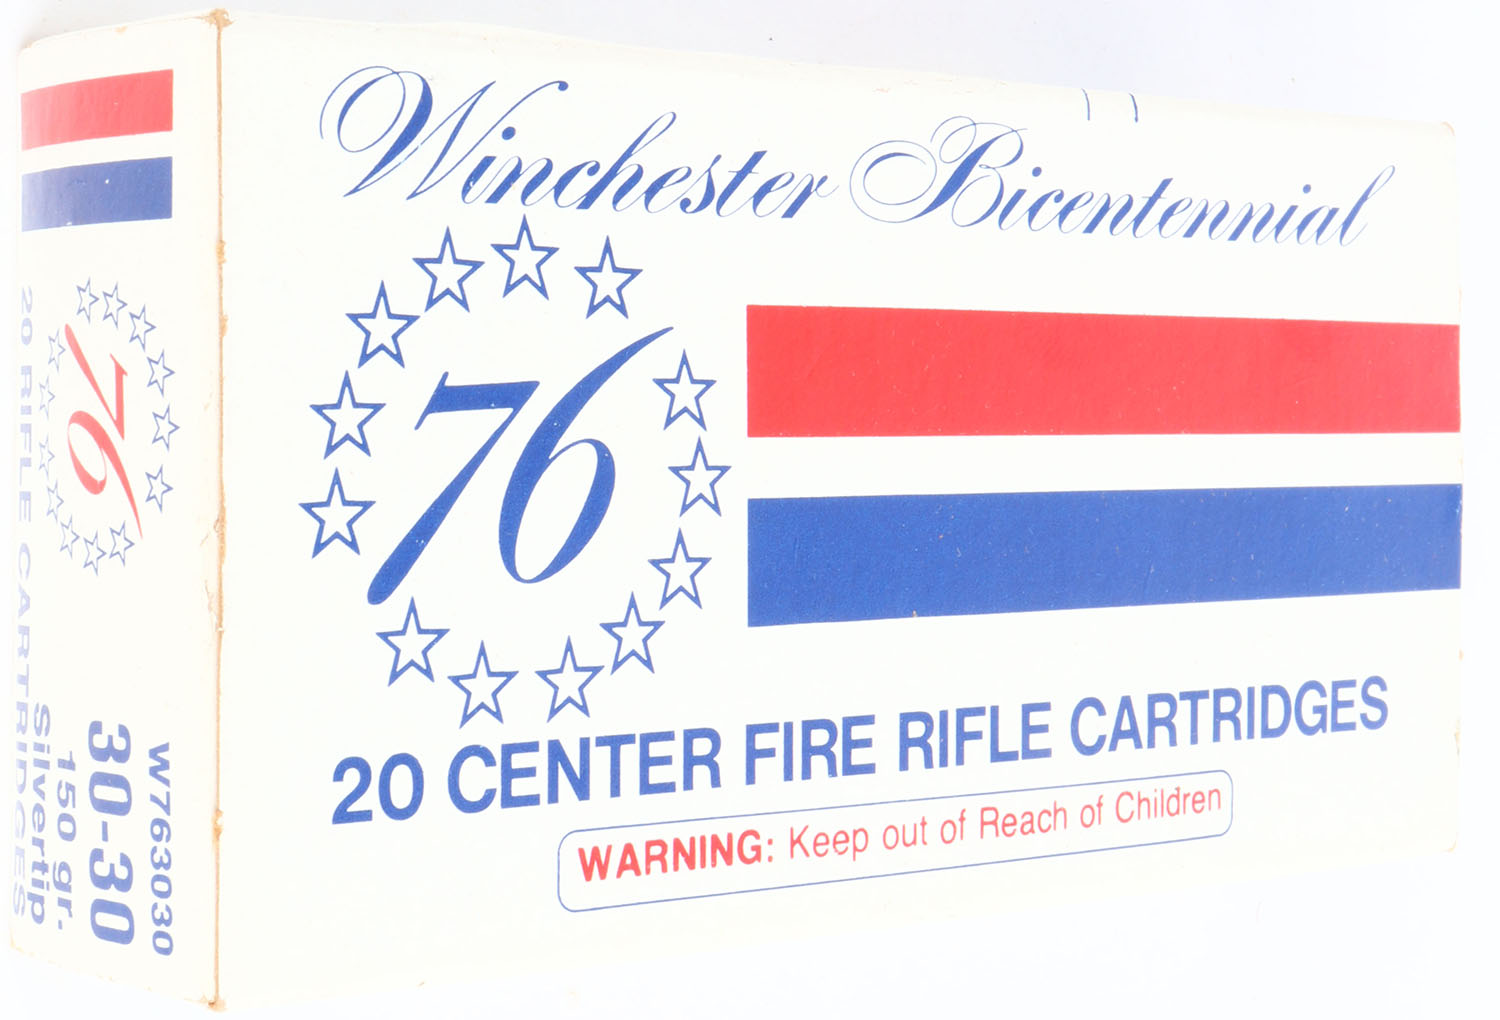 Winchester Bicentennial
76
20 CENTER FIRE RIFLE CARTRIDGES
WARNING: Keep out of Reach of Children
76
20 RIFLE CARTRIDGES
W763030
30-30
150 gr.
Silvertip